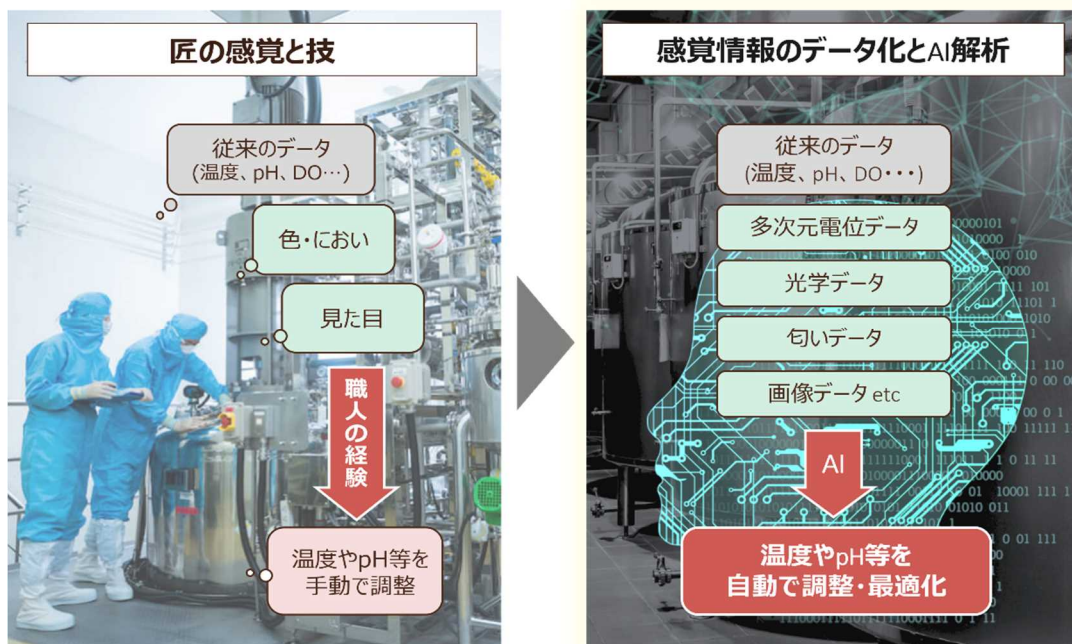 匠の感覚と技
従来のデータ
(温度、pH、DO…)
色・におい
見た目
職人の経験
温度やpH等を
手動で調整
感覚情報のデータ化とAI解析
従来のデータ
(温度、pH、DO・・・)
多次元電位データ
光学データ
匂いデータ
画像データ etc
AI
温度やpH等を
自動で調整・最適化